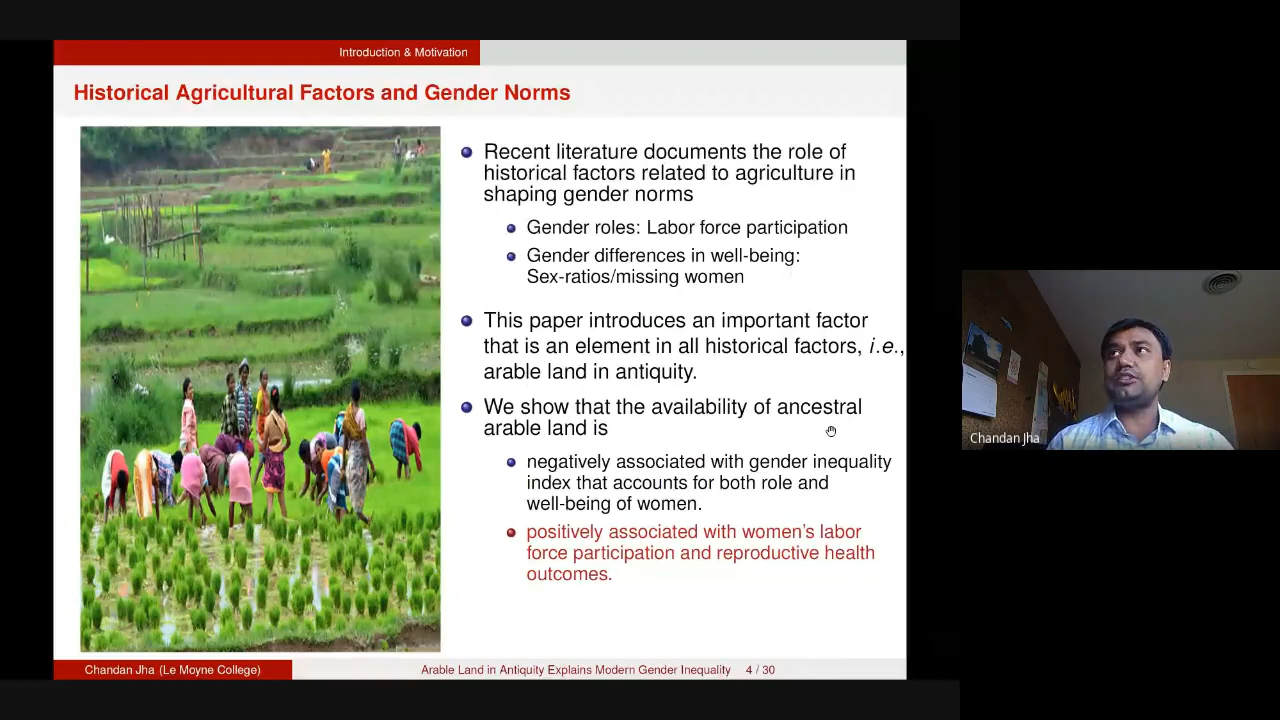 Introduction & Motivation
Historical Agricultural Factors and Gender Norms
Recent literature documents the role of
historical factors related to agriculture in
shaping gender norms
Gender roles: Labor force participation
Gender differences in well-being:
Sex-ratios/missing women
This paper introduces an important factor
that is an element in all historical factors, i.e.,
arable land in antiquity.
We show that the availability of ancestral
arable land is
negatively associated with gender inequality
index that accounts for both role and
well-being of women.
positively associated with women's labor
force participation and reproductive health
outcomes.
Chandan Jha (Le Moyne College)
Arable Land in Antiquity Explains Modern Gender Inequality
4 / 30
Chandan Jha